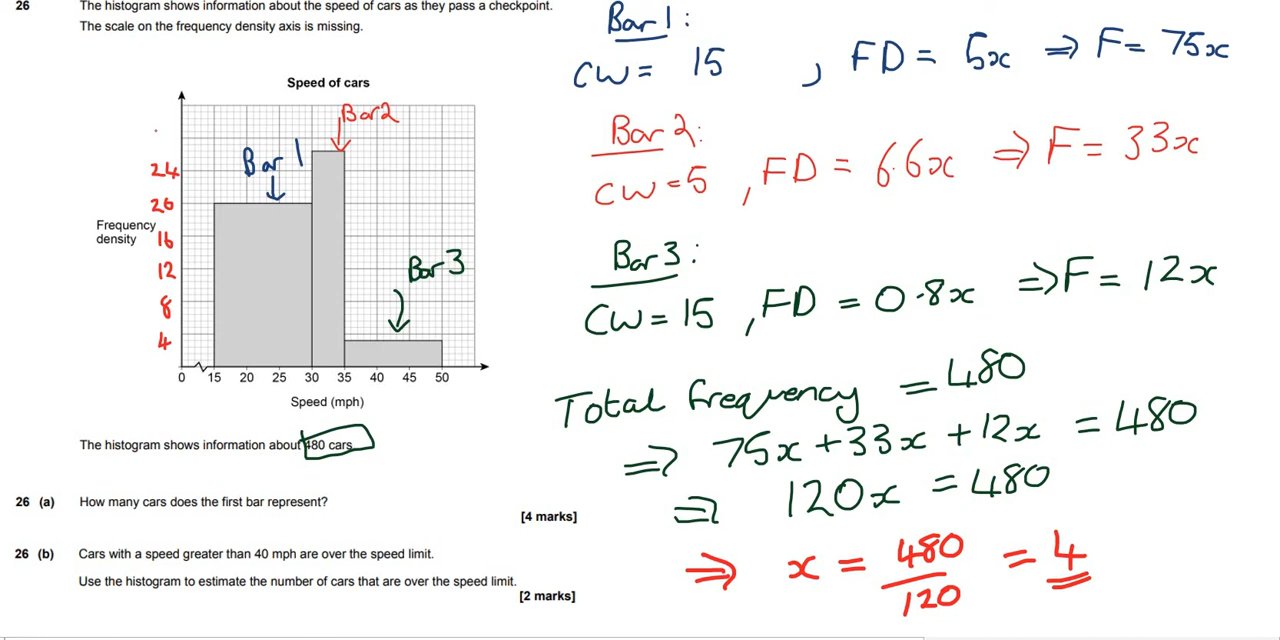 26 The histogram shows information about the speed of cars as they pass a checkpoint.
The scale on the frequency density axis is missing.
Speed of cars
Bar 2
Bar 1
Bar 3
24
20
16
12
8
4
Frequency
density
0 15 20 25 30 35 40 45 50
Speed (mph)
The histogram shows information about 480 cars.
26 (a) How many cars does the first bar represent?
[4 marks]
26 (b) Cars with a speed greater than 40 mph are over the speed limit.
Use the histogram to estimate the number of cars that are over the speed limit.
[2 marks]
Bar 1:
CW = 15 , FD = 5x ⇒ F = 75x
Bar 2:
CW = 5 , FD = 6.6x ⇒ F = 33x
Bar 3:
CW = 15 , FD = 0.8x ⇒ F = 12x
Total frequency = 480
⇒ 75x + 33x + 12x = 480
⇒ 120x = 480
⇒ x = 480/120 = 4